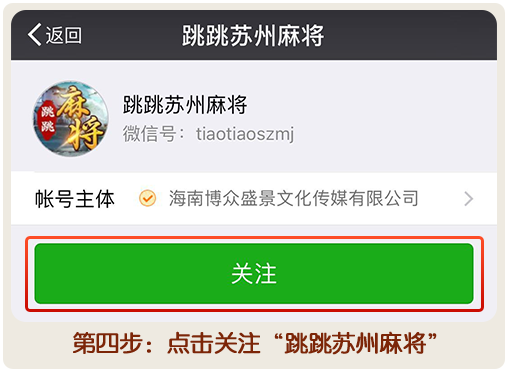 返回
跳跳苏州麻将
跳跳
麻将
跳跳苏州麻将
微信号：tiaotiaoszmj
帐号主体 海南博众盛景文化传媒有限公司
关注
第四步：点击关注“跳跳苏州麻将”